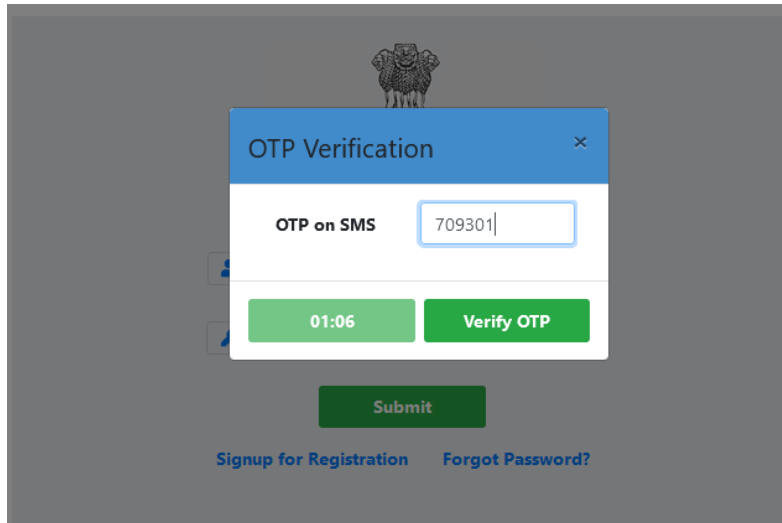 OTP Verification ×
OTP on SMS 709301
01:06 Verify OTP
Submit
Signup for Registration Forgot Password?